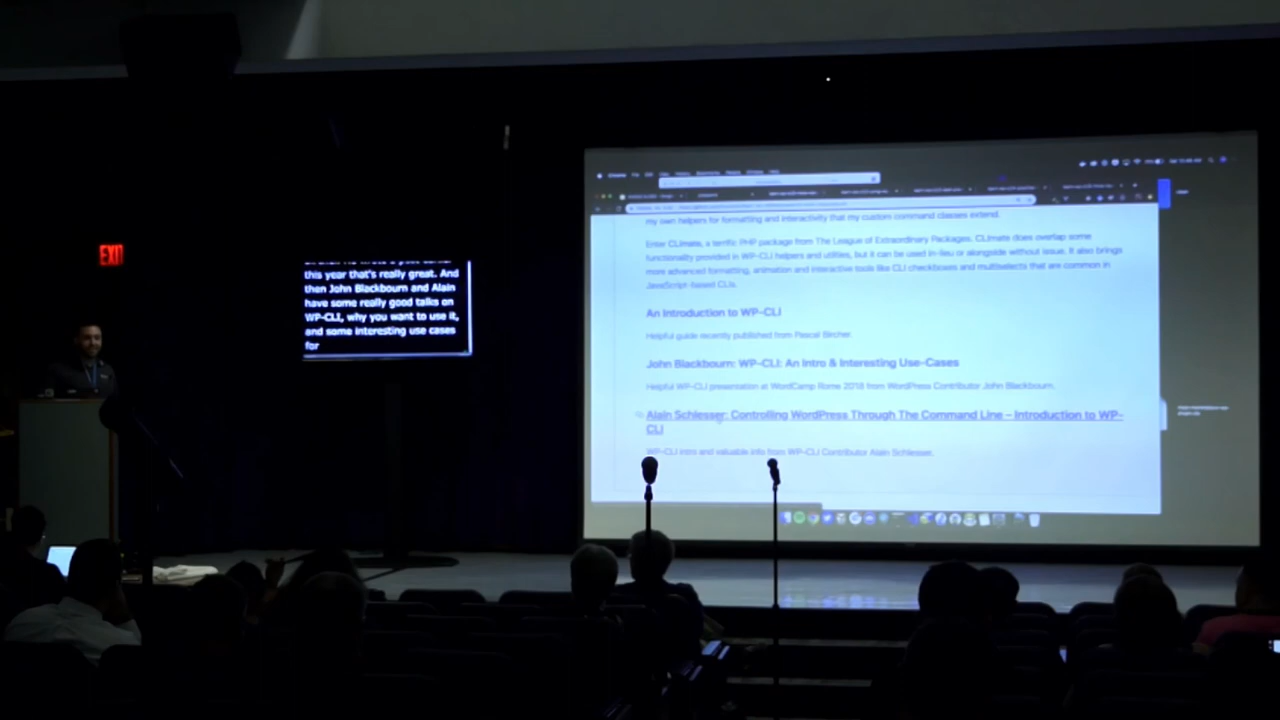 EXIT
this year that's really great. And
then John Blackbourn and Alain
have some really good talks on
WP-CLI, why you want to use it,
and some interesting use cases
for
my own helpers for formatting and interactivity that my custom command classes extend.
Enter CLImate, a terrific PHP package from The League of Extraordinary Packages. CLImate does overlap some
functionality provided in WP-CLI helpers and utilities, but it can be used in-lieu or alongside without issue. It also brings
more advanced formatting, animation and interactive tools like CLI checkboxes and multiselects that are common in
JavaScript-based CLIs.
An Introduction to WP-CLI
Helpful guide recently published from Pascal Bircher.
John Blackbourn: WP-CLI: An Intro & Interesting Use-Cases
Helpful WP-CLI presentation at WordCamp Rome 2018 from WordPress Contributor John Blackbourn.
Alain Schlesser: Controlling WordPress Through The Command Line – Introduction to WP-
CLI
WP-CLI intro and valuable info from WP-CLI Contributor Alain Schlesser.